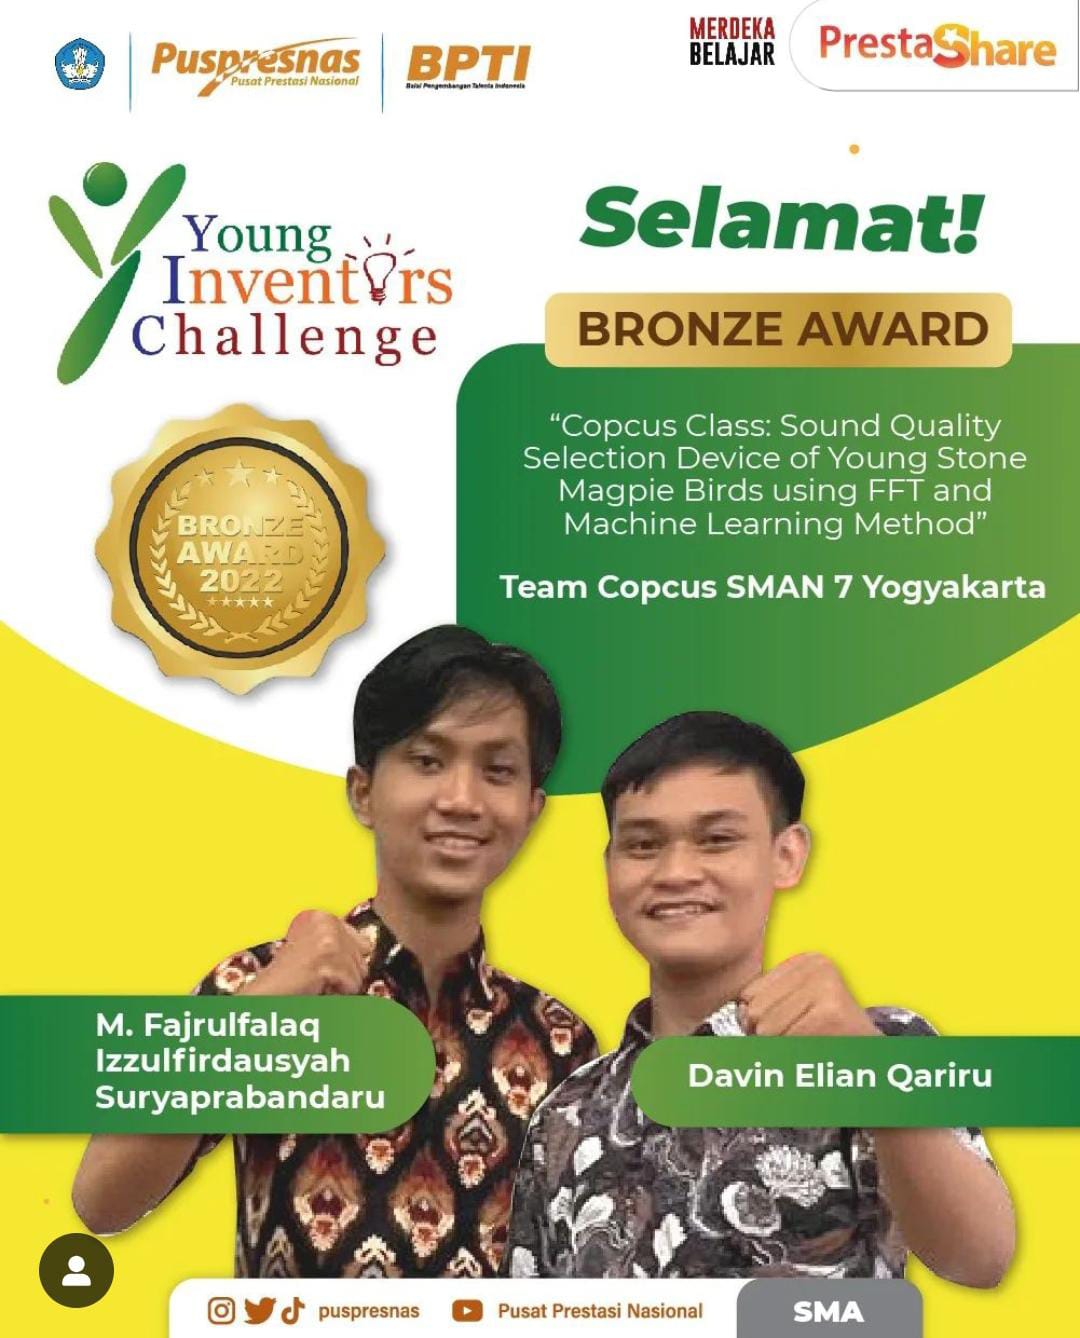 Puspresnas
Pusat Prestasi Nasional
BPTI
Balai Pengembangan Talenta Indonesia
MERDEKA
BELAJAR
PrestaShare
Young
Inventors
Challenge
Selamat!
BRONZE AWARD
“Copcus Class: Sound Quality
Selection Device of Young Stone
Magpie Birds using FFT and
Machine Learning Method”
Team Copcus SMAN 7 Yogyakarta
BRONZE
AWARD
2022
M. Fajrulfalaq
Izzulfirdausyah
Suryaprabandaru
Davin Elian Qariru
puspresnas
Pusat Prestasi Nasional
SMA